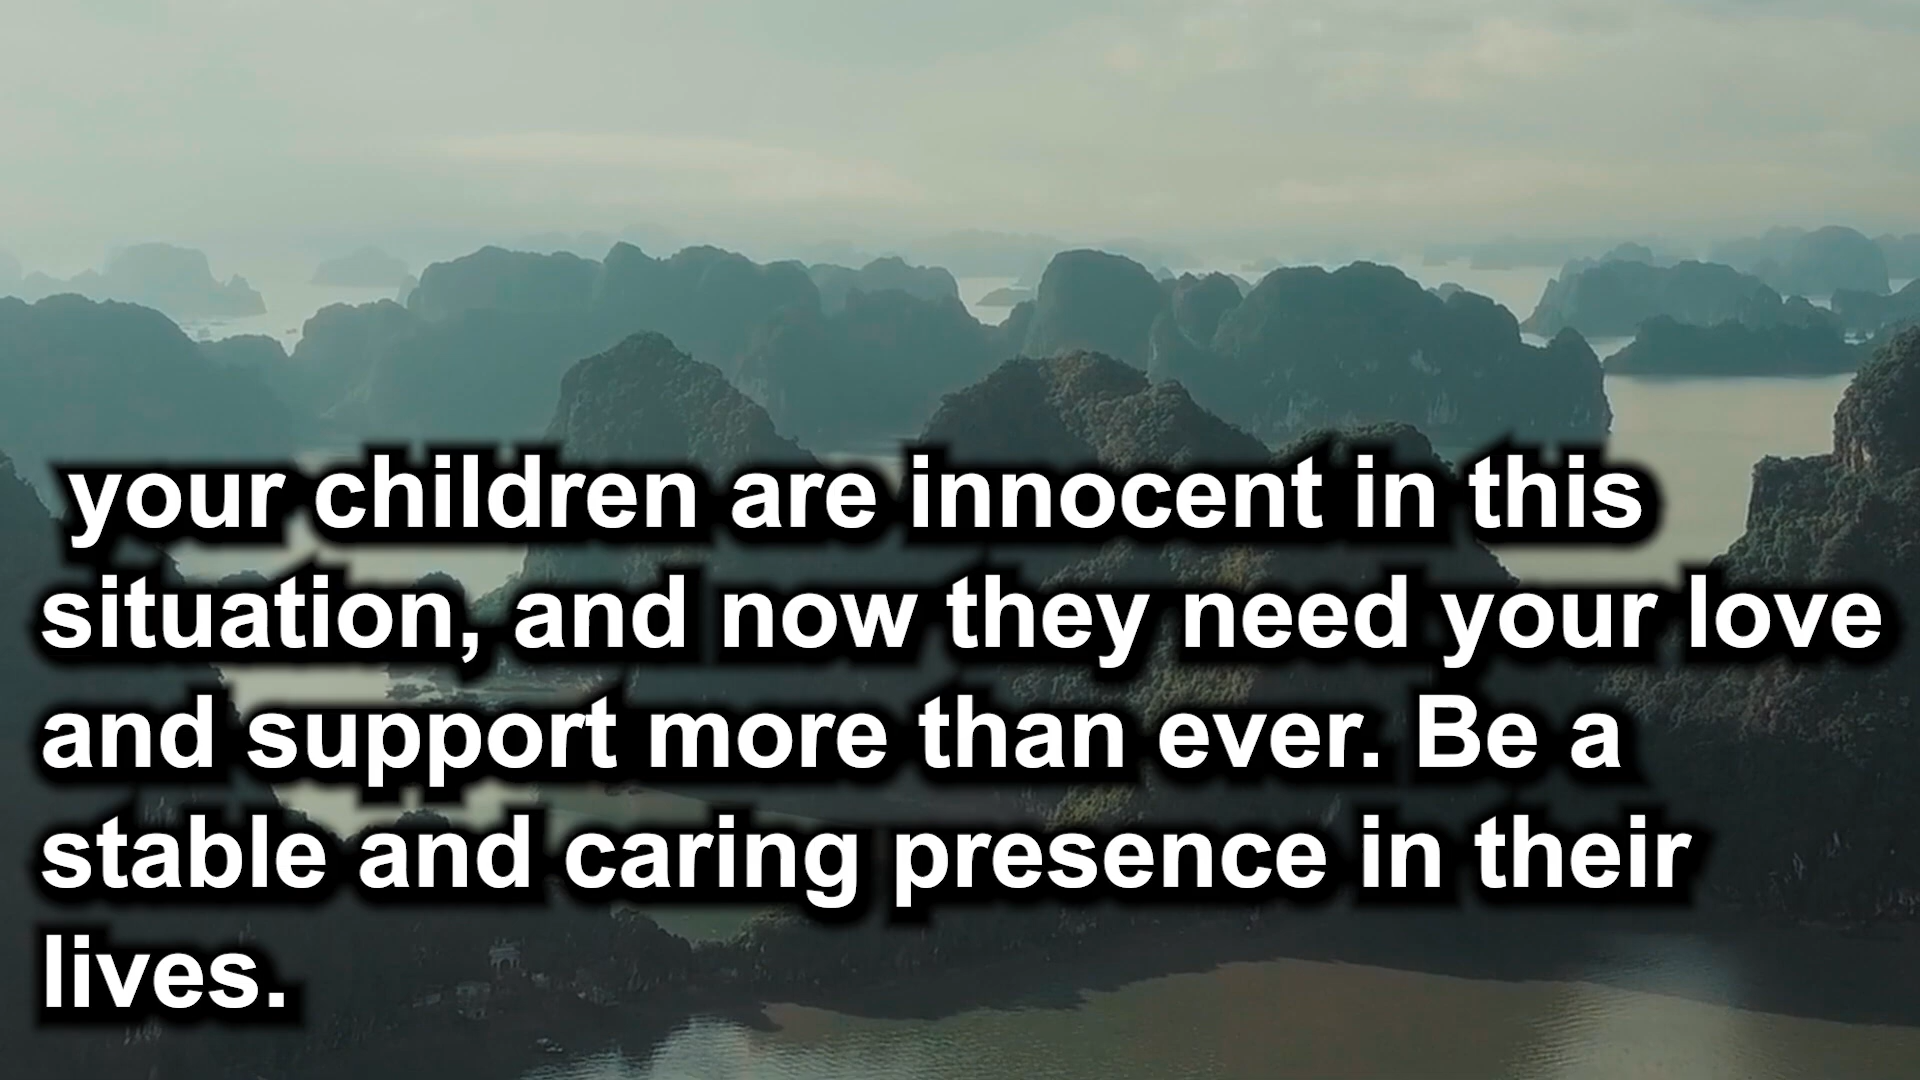 your children are innocent in this
situation, and now they need your love
and support more than ever. Be a
stable and caring presence in their
lives.